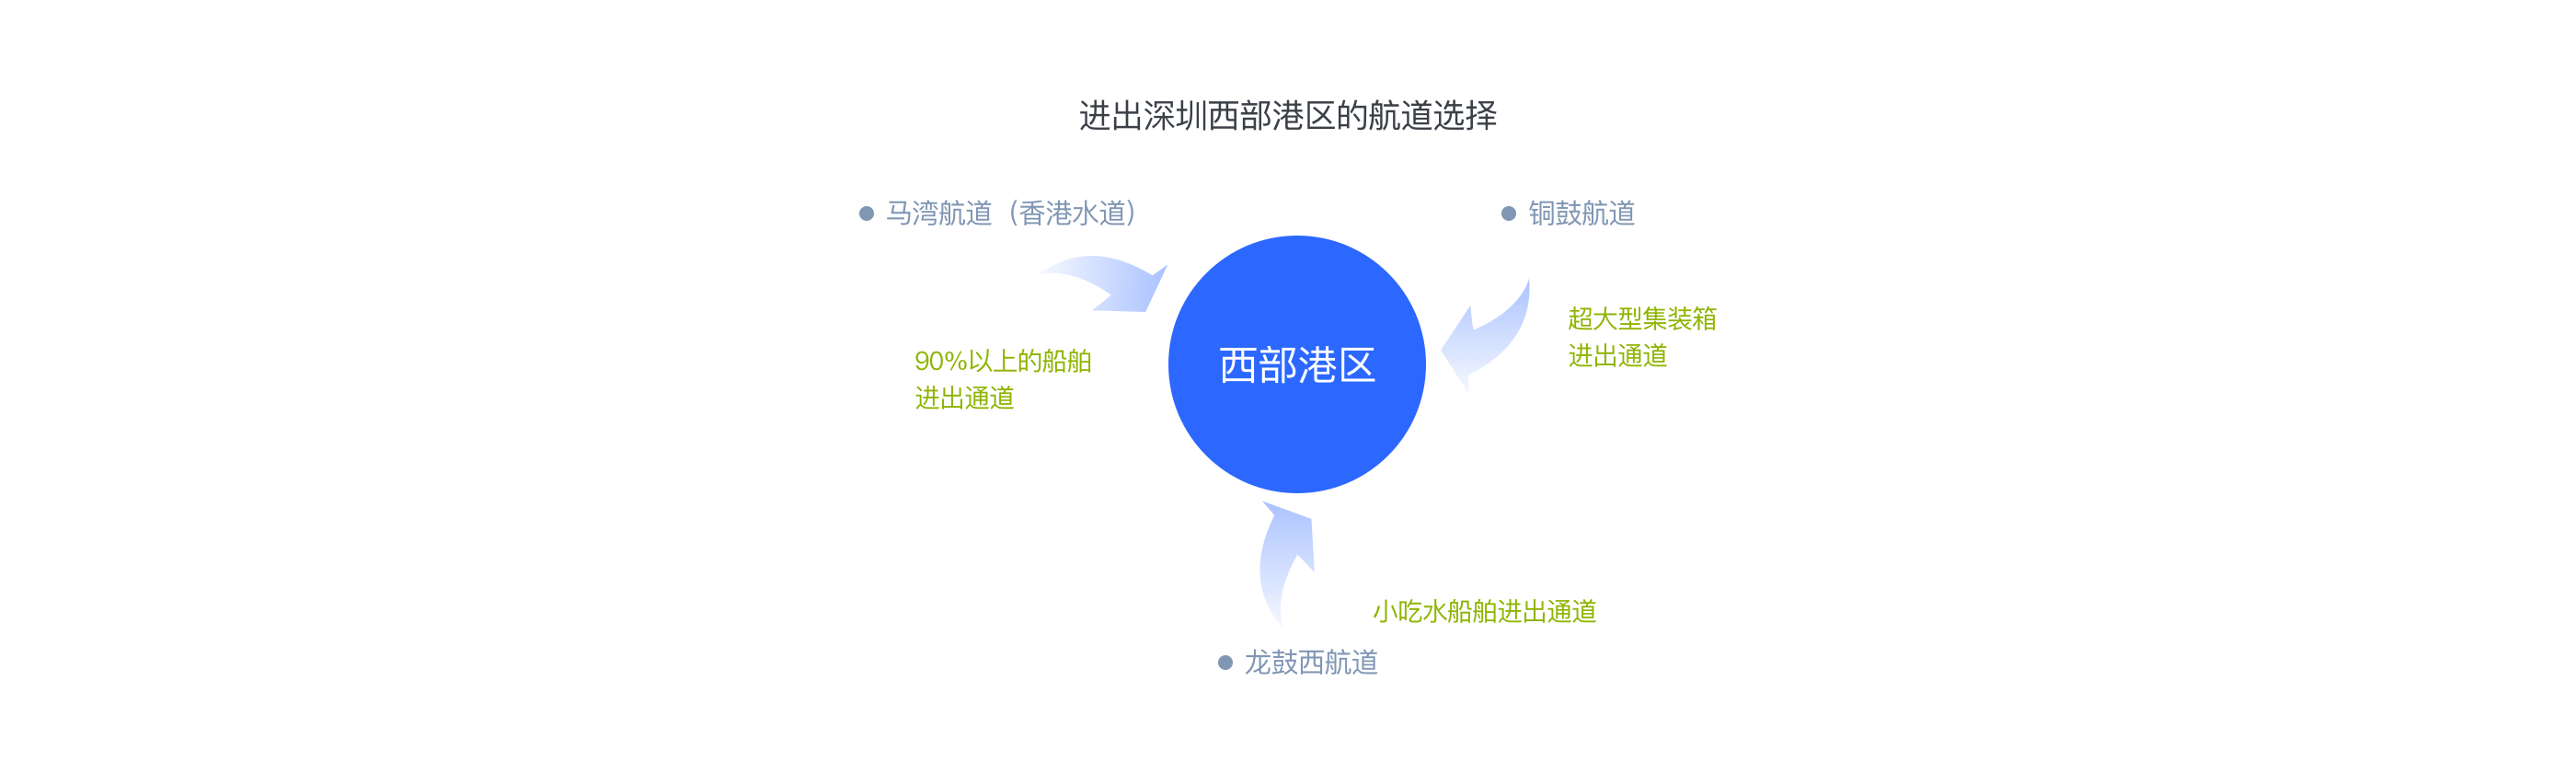 进出深圳西部港区的航道选择
马湾航道（香港水道）
铜鼓航道
90%以上的船舶
进出通道
西部港区
超大型集装箱
进出通道
小吃水船舶进出通道
龙鼓西航道